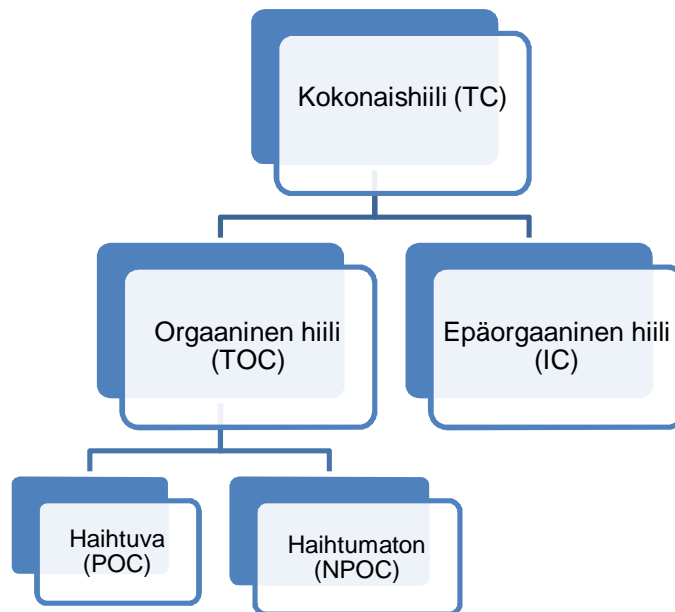 Kokonaishiili (TC)
Orgaaninen hiili
(TOC)
Epäorgaaninen hiili
(IC)
Haihtuva
(POC)
Haihtumaton
(NPOC)